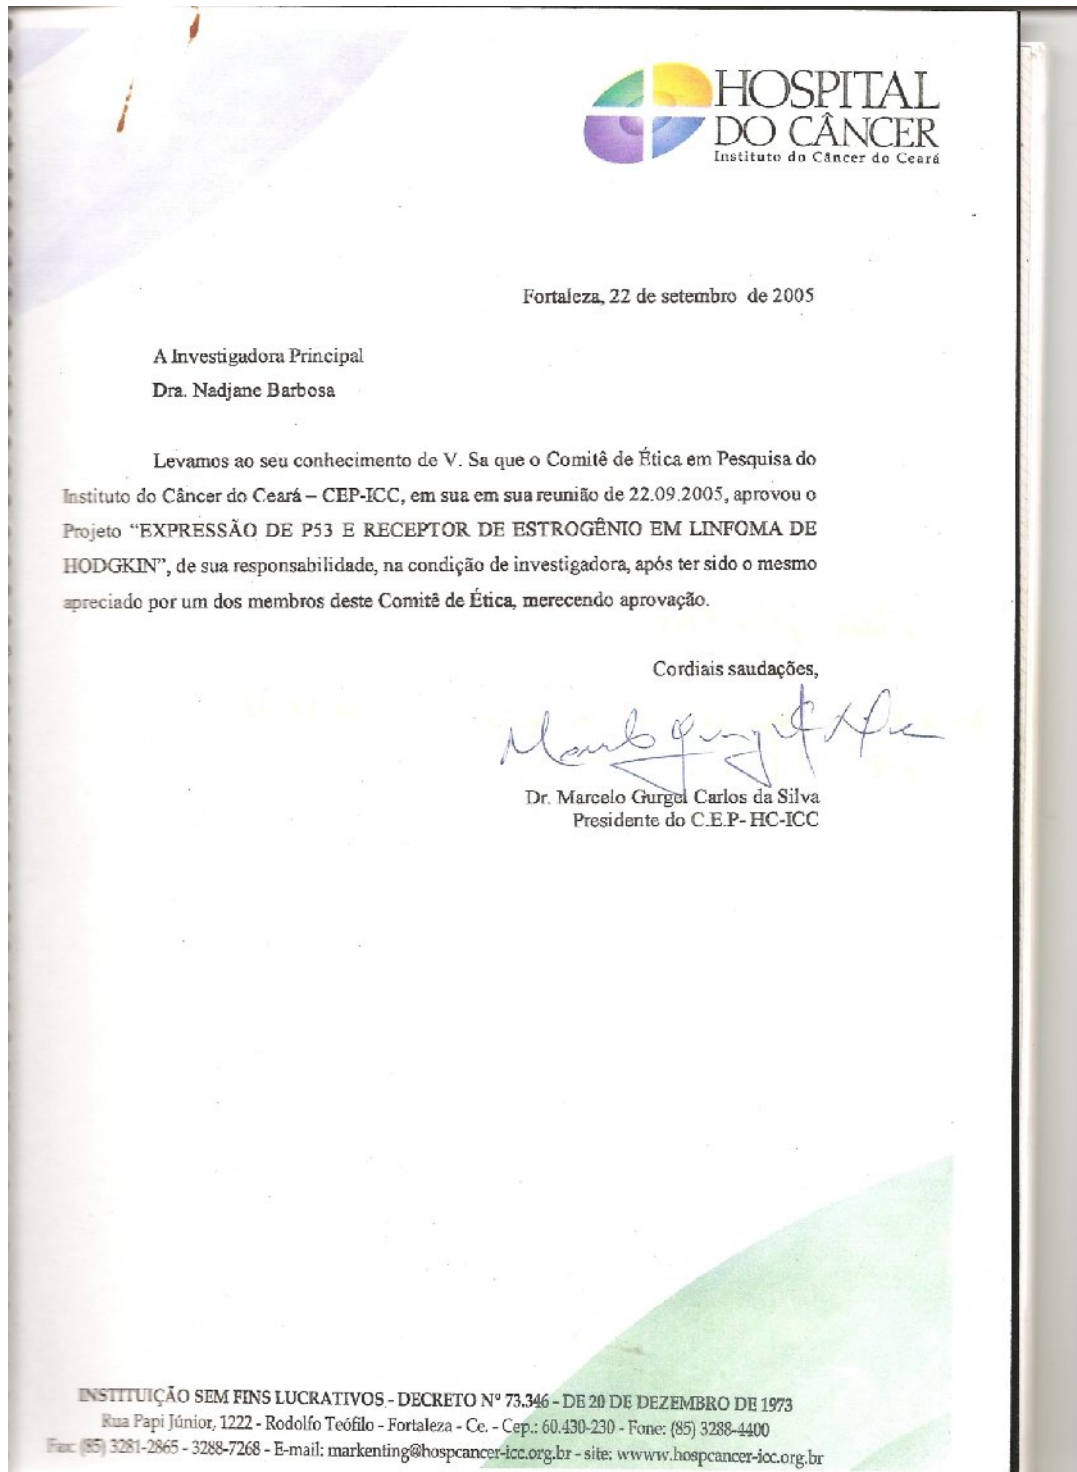 HOSPITAL
DO CÂNCER
Instituto do Câncer do Ceará
Fortaleza, 22 de setembro de 2005
A Investigadora Principal
Dra. Nadjane Barbosa
Levamos ao seu conhecimento de V. Sa que o Comitê de Ética em Pesquisa do
Instituto do Câncer do Ceará – CEP-ICC, em sua em sua reunião de 22.09.2005, aprovou o
Projeto “EXPRESSÃO DE P53 E RECEPTOR DE ESTROGÊNIO EM LINFOMA DE
HODGKIN”, de sua responsabilidade, na condição de investigadora, após ter sido o mesmo
apreciado por um dos membros deste Comitê de Ética, merecendo aprovação.
Cordiais saudações,
Dr. Marcelo Gurgel Carlos da Silva
Presidente do C.E.P- HC-ICC
INSTITUIÇÃO SEM FINS LUCRATIVOS - DECRETO Nº 73.346 - DE 20 DE DEZEMBRO DE 1973
Rua Papi Júnior, 1222 - Rodolfo Teófilo - Fortaleza - Ce. - Cep.: 60.430-230 - Fone: (85) 3288-4400
Fax: (85) 3281-2865 - 3288-7268 - E-mail: markenting@hospcancer-icc.org.br - site: wwww.hospcancer-icc.org.br